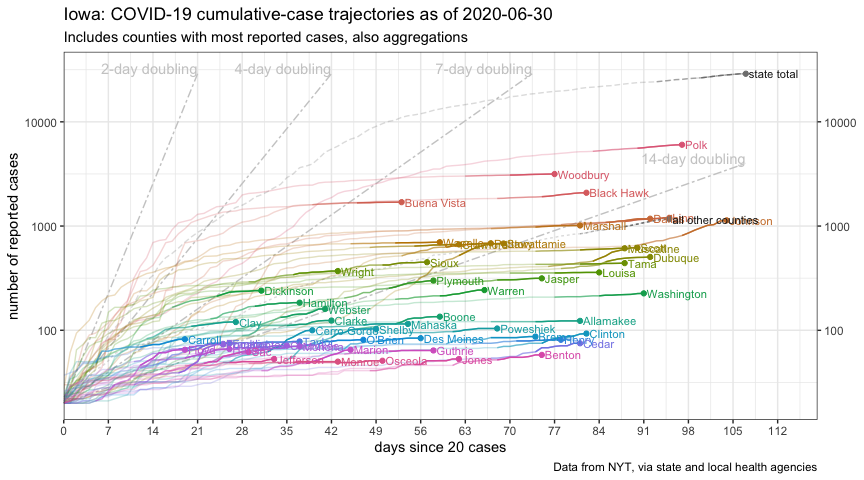 Iowa: COVID-19 cumulative-case trajectories as of 2020-06-30
Includes counties with most reported cases, also aggregations
2-day doubling 4-day doubling 7-day doubling
state total
10000 10000
Polk
14-day doubling
Woodbury
Black Hawk
Buena Vista
all other counties
Johnson
1000 1000
Marshall
Sioux
Dubuque
Tama
Wright
Louisa
Plymouth
Jasper
Dickinson
Warren
Washington
Hamilton
Webster
Boone
Clay
Clarke
Allamakee
Mahaska
100 100
Cerro Gordo
Shelby
Poweshiek
Clinton
Carroll
O'Brien
Des Moines
Cedar
Marion
Guthrie
Benton
Jefferson
Monroe
Osceola
Jones
number of reported cases
0 7 14 21 28 35 42 49 56 63 70 77 84 91 98 105 112
days since 20 cases
Data from NYT, via state and local health agencies